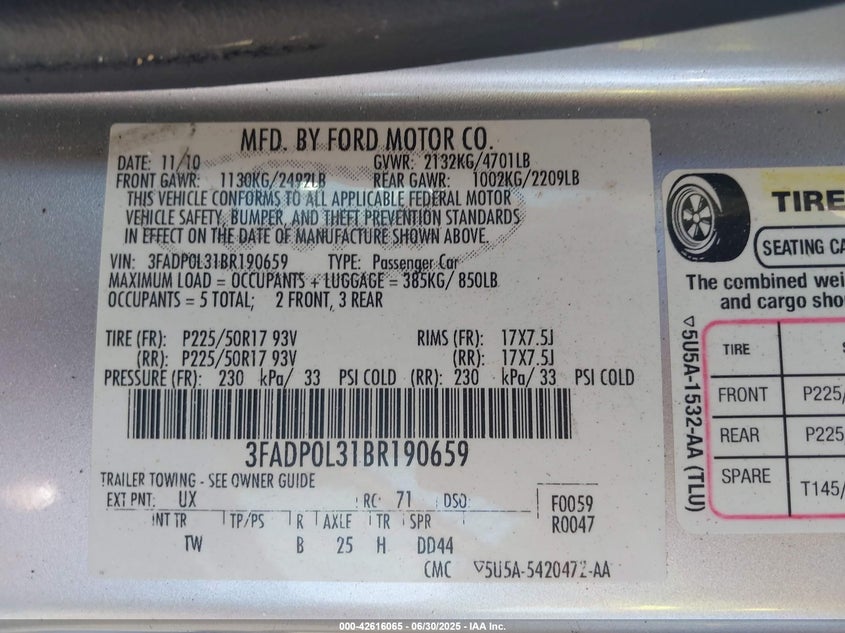 MFD. BY FORD MOTOR CO.
DATE: 11/10 GVWR: 2132KG/4701LB
FRONT GAWR: 1130KG/2492LB REAR GAWR: 1002KG/2209LB
THIS VEHICLE CONFORMS TO ALL APPLICABLE FEDERAL MOTOR
VEHICLE SAFETY, BUMPER, AND THEFT PREVENTION STANDARDS
IN EFFECT ON THE DATE OF MANUFACTURE SHOWN ABOVE.
VIN: 3FADP0L31BR190659 TYPE: Passenger Car
MAXIMUM LOAD = OCCUPANTS + LUGGAGE = 385KG/ 850LB
OCCUPANTS = 5 TOTAL; 2 FRONT, 3 REAR
TIRE (FR): P225/50R17 93V RIMS (FR): 17X7.5J
(RR): P225/50R17 93V (RR): 17X7.5J
PRESSURE (FR): 230 kPa/ 33 PSI COLD (RR): 230 kPa/ 33 PSI COLD
3FADP0L31BR190659
TRAILER TOWING - SEE OWNER GUIDE
EXT PNT: UX RC: 71 DSO: F0059
R0047
INT TR TP/PS R AXLE TR SPR
TW B 25 H DD44
CMC ▽5U5A-5420472-AA
TIRE
SEATING CA
The combined wei
and cargo sho
▽5U5A-1532-AA (TLU)
TIRE S
FRONT P225/
REAR P225
SPARE T145/
000-42616065 - 06/30/2025 - IAA Inc.